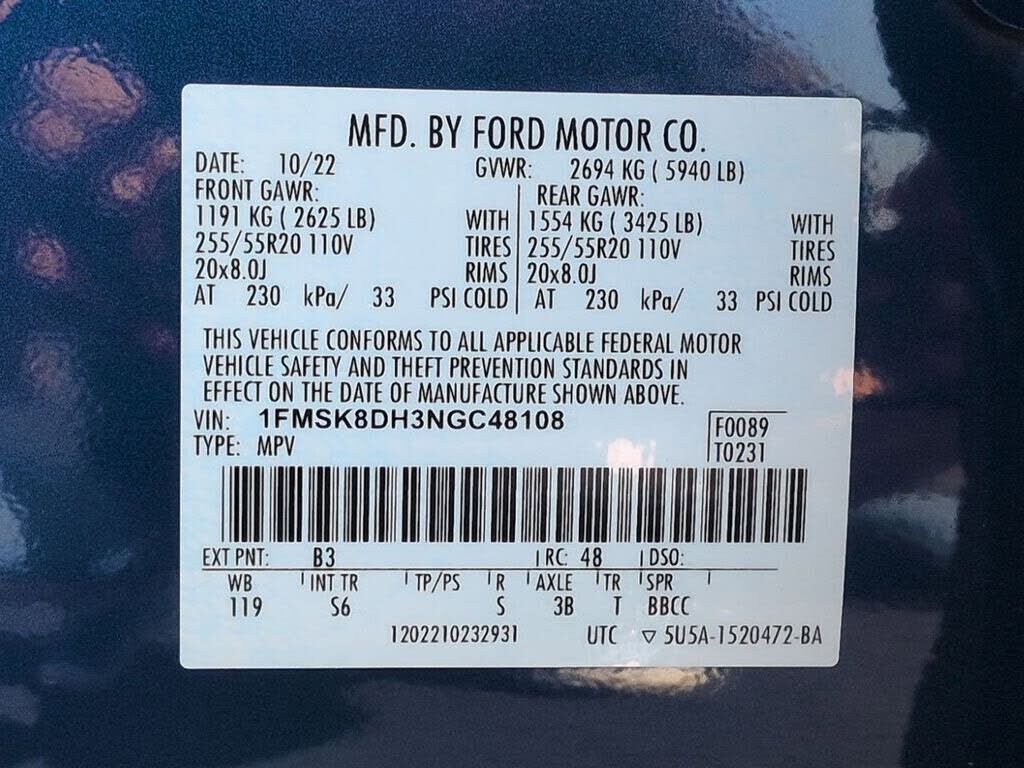 MFD. BY FORD MOTOR CO.
DATE: 10/22 GVWR: 2694 KG ( 5940 LB)
FRONT GAWR: REAR GAWR:
1191 KG ( 2625 LB) WITH 1554 KG ( 3425 LB) WITH
255/55R20 110V TIRES 255/55R20 110V TIRES
20x8.0J RIMS 20x8.0J RIMS
AT 230 kPa/ 33 PSI COLD AT 230 kPa/ 33 PSI COLD
THIS VEHICLE CONFORMS TO ALL APPLICABLE FEDERAL MOTOR
VEHICLE SAFETY AND THEFT PREVENTION STANDARDS IN
EFFECT ON THE DATE OF MANUFACTURE SHOWN ABOVE.
VIN: 1FMSK8DH3NGC48108 F0089
TYPE: MPV T0231
EXT PNT: B3 RC: 48 DSO:
WB INT TR TP/PS R AXLE TR SPR
119 S6 S 3B T BBCC
1202210232931 UTC ▽ 5U5A-1520472-BA